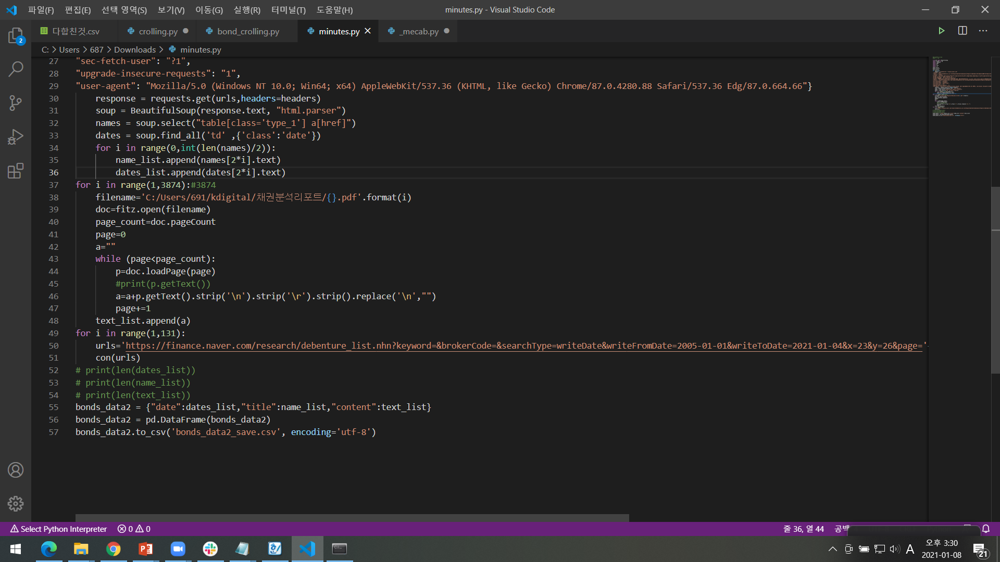 파일(F) 편집(E) 선택 영역(S) 보기(V) 이동(G) 실행(R) 터미널(T) 도움말(H) minutes.py - Visual Studio Code
2
다합친것.csv crolling.py bond_crolling.py minutes.py _mecab.py
C: > Users > 687 > Downloads > minutes.py
27 "sec-fetch-user": "?1",
28 "upgrade-insecure-requests": "1",
29 "user-agent": "Mozilla/5.0 (Windows NT 10.0; Win64; x64) AppleWebKit/537.36 (KHTML, like Gecko) Chrome/87.0.4280.88 Safari/537.36 Edg/87.0.664.66"}
30     response = requests.get(urls,headers=headers)
31     soup = BeautifulSoup(response.text, "html.parser")
32     names = soup.select("table[class='type_1'] a[href]")
33     dates = soup.find_all('td' ,{'class':'date'})
34     for i in range(0,int(len(names)/2)):
35         name_list.append(names[2*i].text)
36         dates_list.append(dates[2*i].text)
37 for i in range(1,3874):#3874
38     filename='C:/Users/691/kdigital/채권분석리포트/{}.pdf'.format(i)
39     doc=fitz.open(filename)
40     page_count=doc.pageCount
41     page=0
42     a=""
43     while (page<page_count):
44         p=doc.loadPage(page)
45         #print(p.getText())
46         a=a+p.getText().strip('\n').strip('\r').strip().replace('\n',"")
47         page+=1
48     text_list.append(a)
49 for i in range(1,131):
50     urls='https://finance.naver.com/research/debenture_list.nhn?keyword=&brokerCode=&searchType=writeDate&writeFromDate=2005-01-01&writeToDate=2021-01-04&x=23&y=26&page='
51     con(urls)
52 # print(len(dates_list))
53 # print(len(name_list))
54 # print(len(text_list))
55 bonds_data2 = {"date":dates_list,"title":name_list,"content":text_list}
56 bonds_data2 = pd.DataFrame(bonds_data2)
57 bonds_data2.to_csv('bonds_data2_save.csv', encoding='utf-8')
Select Python Interpreter 0 0 줄 36, 열 44 공백
A 오후 3:30
2021-01-08
21